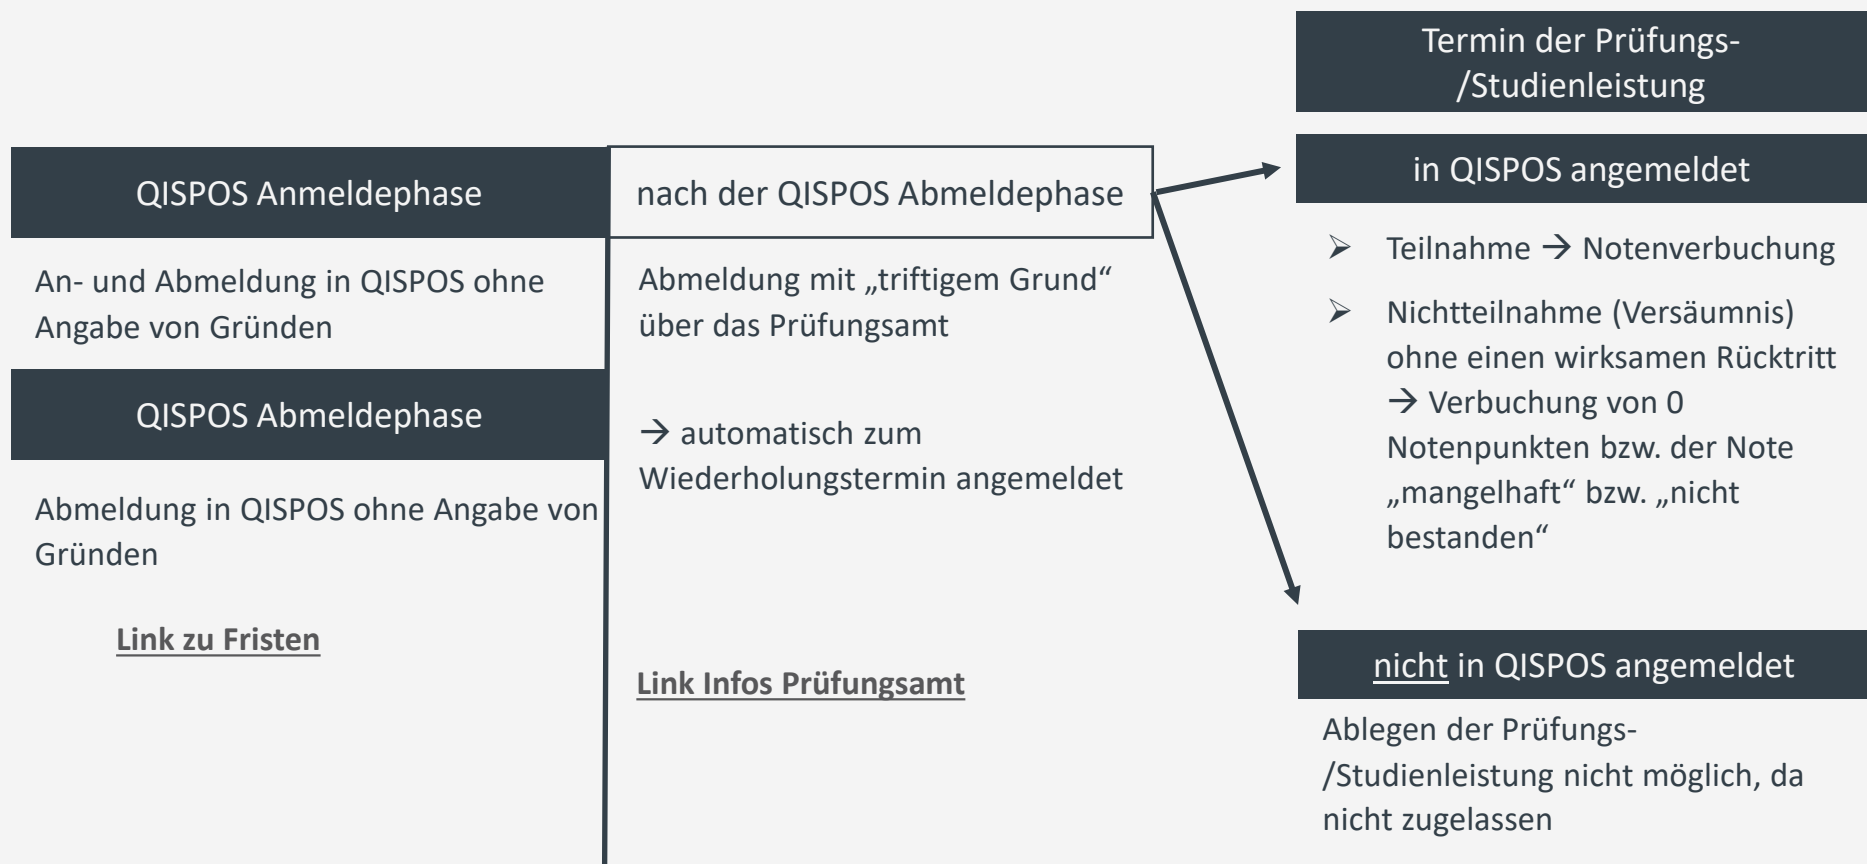 QISPOS Anmeldephase
An- und Abmeldung in QISPOS ohne
Angabe von Gründen
QISPOS Abmeldephase
Abmeldung in QISPOS ohne Angabe von
Gründen
Link zu Fristen
nach der QISPOS Abmeldephase
Abmeldung mit „triftigem Grund“
über das Prüfungsamt
→ automatisch zum
Wiederholungstermin angemeldet
Link Infos Prüfungsamt
Termin der Prüfungs-
/Studienleistung
in QISPOS angemeldet
➢ Teilnahme → Notenverbuchung
➢ Nichtteilnahme (Versäumnis)
ohne einen wirksamen Rücktritt
→ Verbuchung von 0
Notenpunkten bzw. der Note
„mangelhaft“ bzw. „nicht
bestanden“
nicht in QISPOS angemeldet
Ablegen der Prüfungs-
/Studienleistung nicht möglich, da
nicht zugelassen